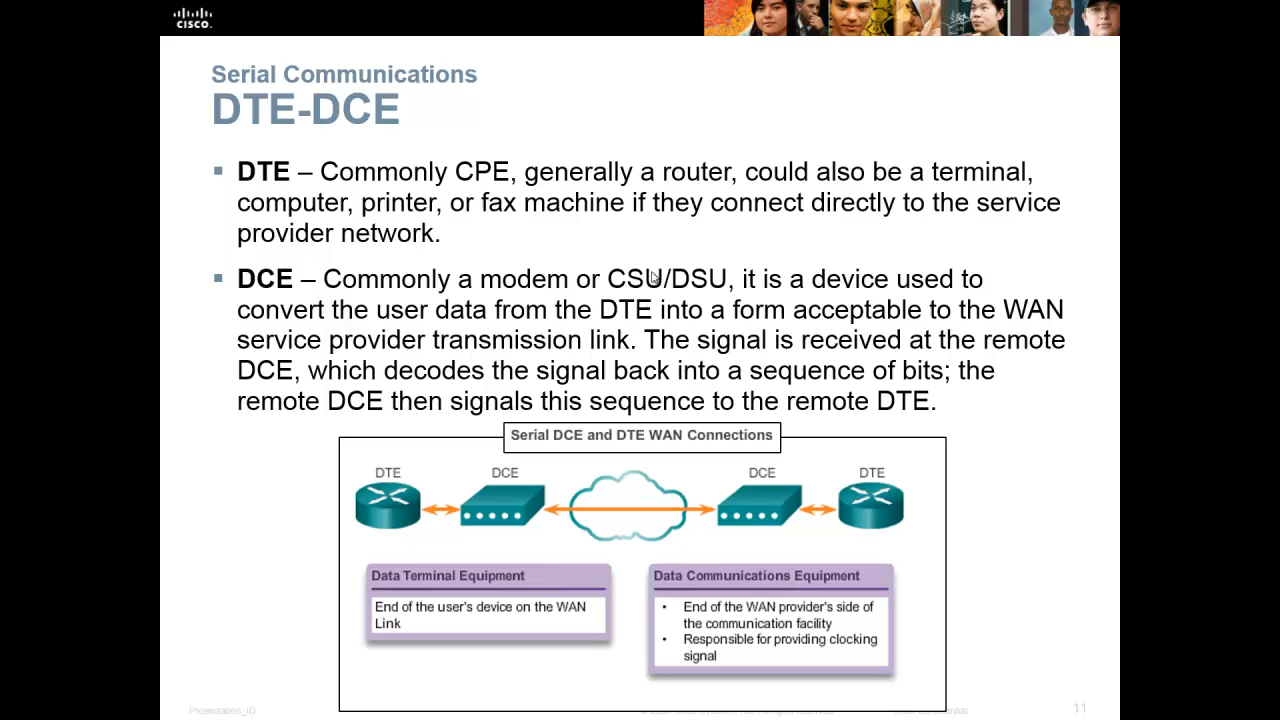 CISCO
Serial Communications
DTE-DCE
▪ DTE – Commonly CPE, generally a router, could also be a terminal,
computer, printer, or fax machine if they connect directly to the service
provider network.
▪ DCE – Commonly a modem or CSU/DSU, it is a device used to
convert the user data from the DTE into a form acceptable to the WAN
service provider transmission link. The signal is received at the remote
DCE, which decodes the signal back into a sequence of bits; the
remote DCE then signals this sequence to the remote DTE.
Serial DCE and DTE WAN Connections
DTE DCE DCE DTE
Data Terminal Equipment
End of the user's device on the WAN
Link
Data Communications Equipment
• End of the WAN provider's side of
the communication facility
• Responsible for providing clocking
signal
Presentation_ID
11